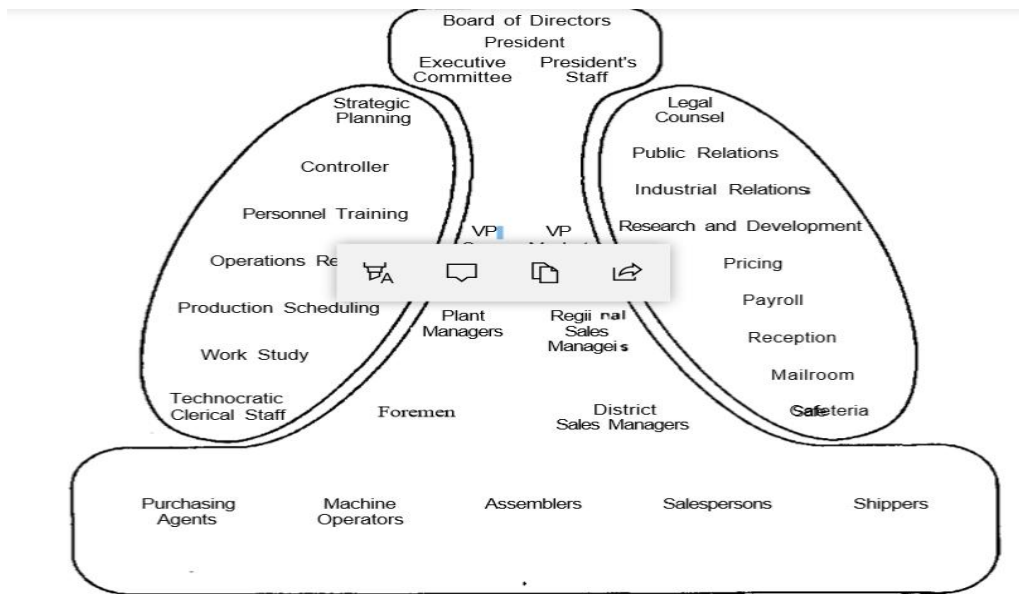 Board of Directors
President
Executive
Committee
President's
Staff
Strategic
Planning
Controller
Personnel Training
Operations
Production Scheduling
Work Study
Technocratic
Clerical Staff
VP
VP
Plant
Managers
Regii nal
Sales
Manageis
Foremen
District
Sales Managers
Legal
Counsel
Public Relations
Industrial Relations
Research and Development
Pricing
Payroll
Reception
Mailroom
Cafeteria
Purchasing
Agents
Machine
Operators
Assemblers
Salespersons
Shippers